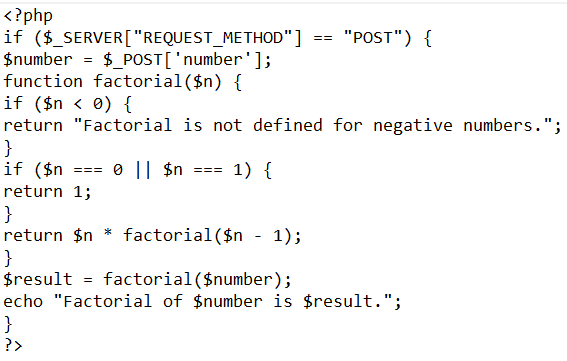 <?php
if ($_SERVER["REQUEST_METHOD"] == "POST") {
$number = $_POST['number'];
function factorial($n) {
if ($n < 0) {
return "Factorial is not defined for negative numbers.";
}
if ($n === 0 || $n === 1) {
return 1;
}
return $n * factorial($n - 1);
}
$result = factorial($number);
echo "Factorial of $number is $result.";
}
?>